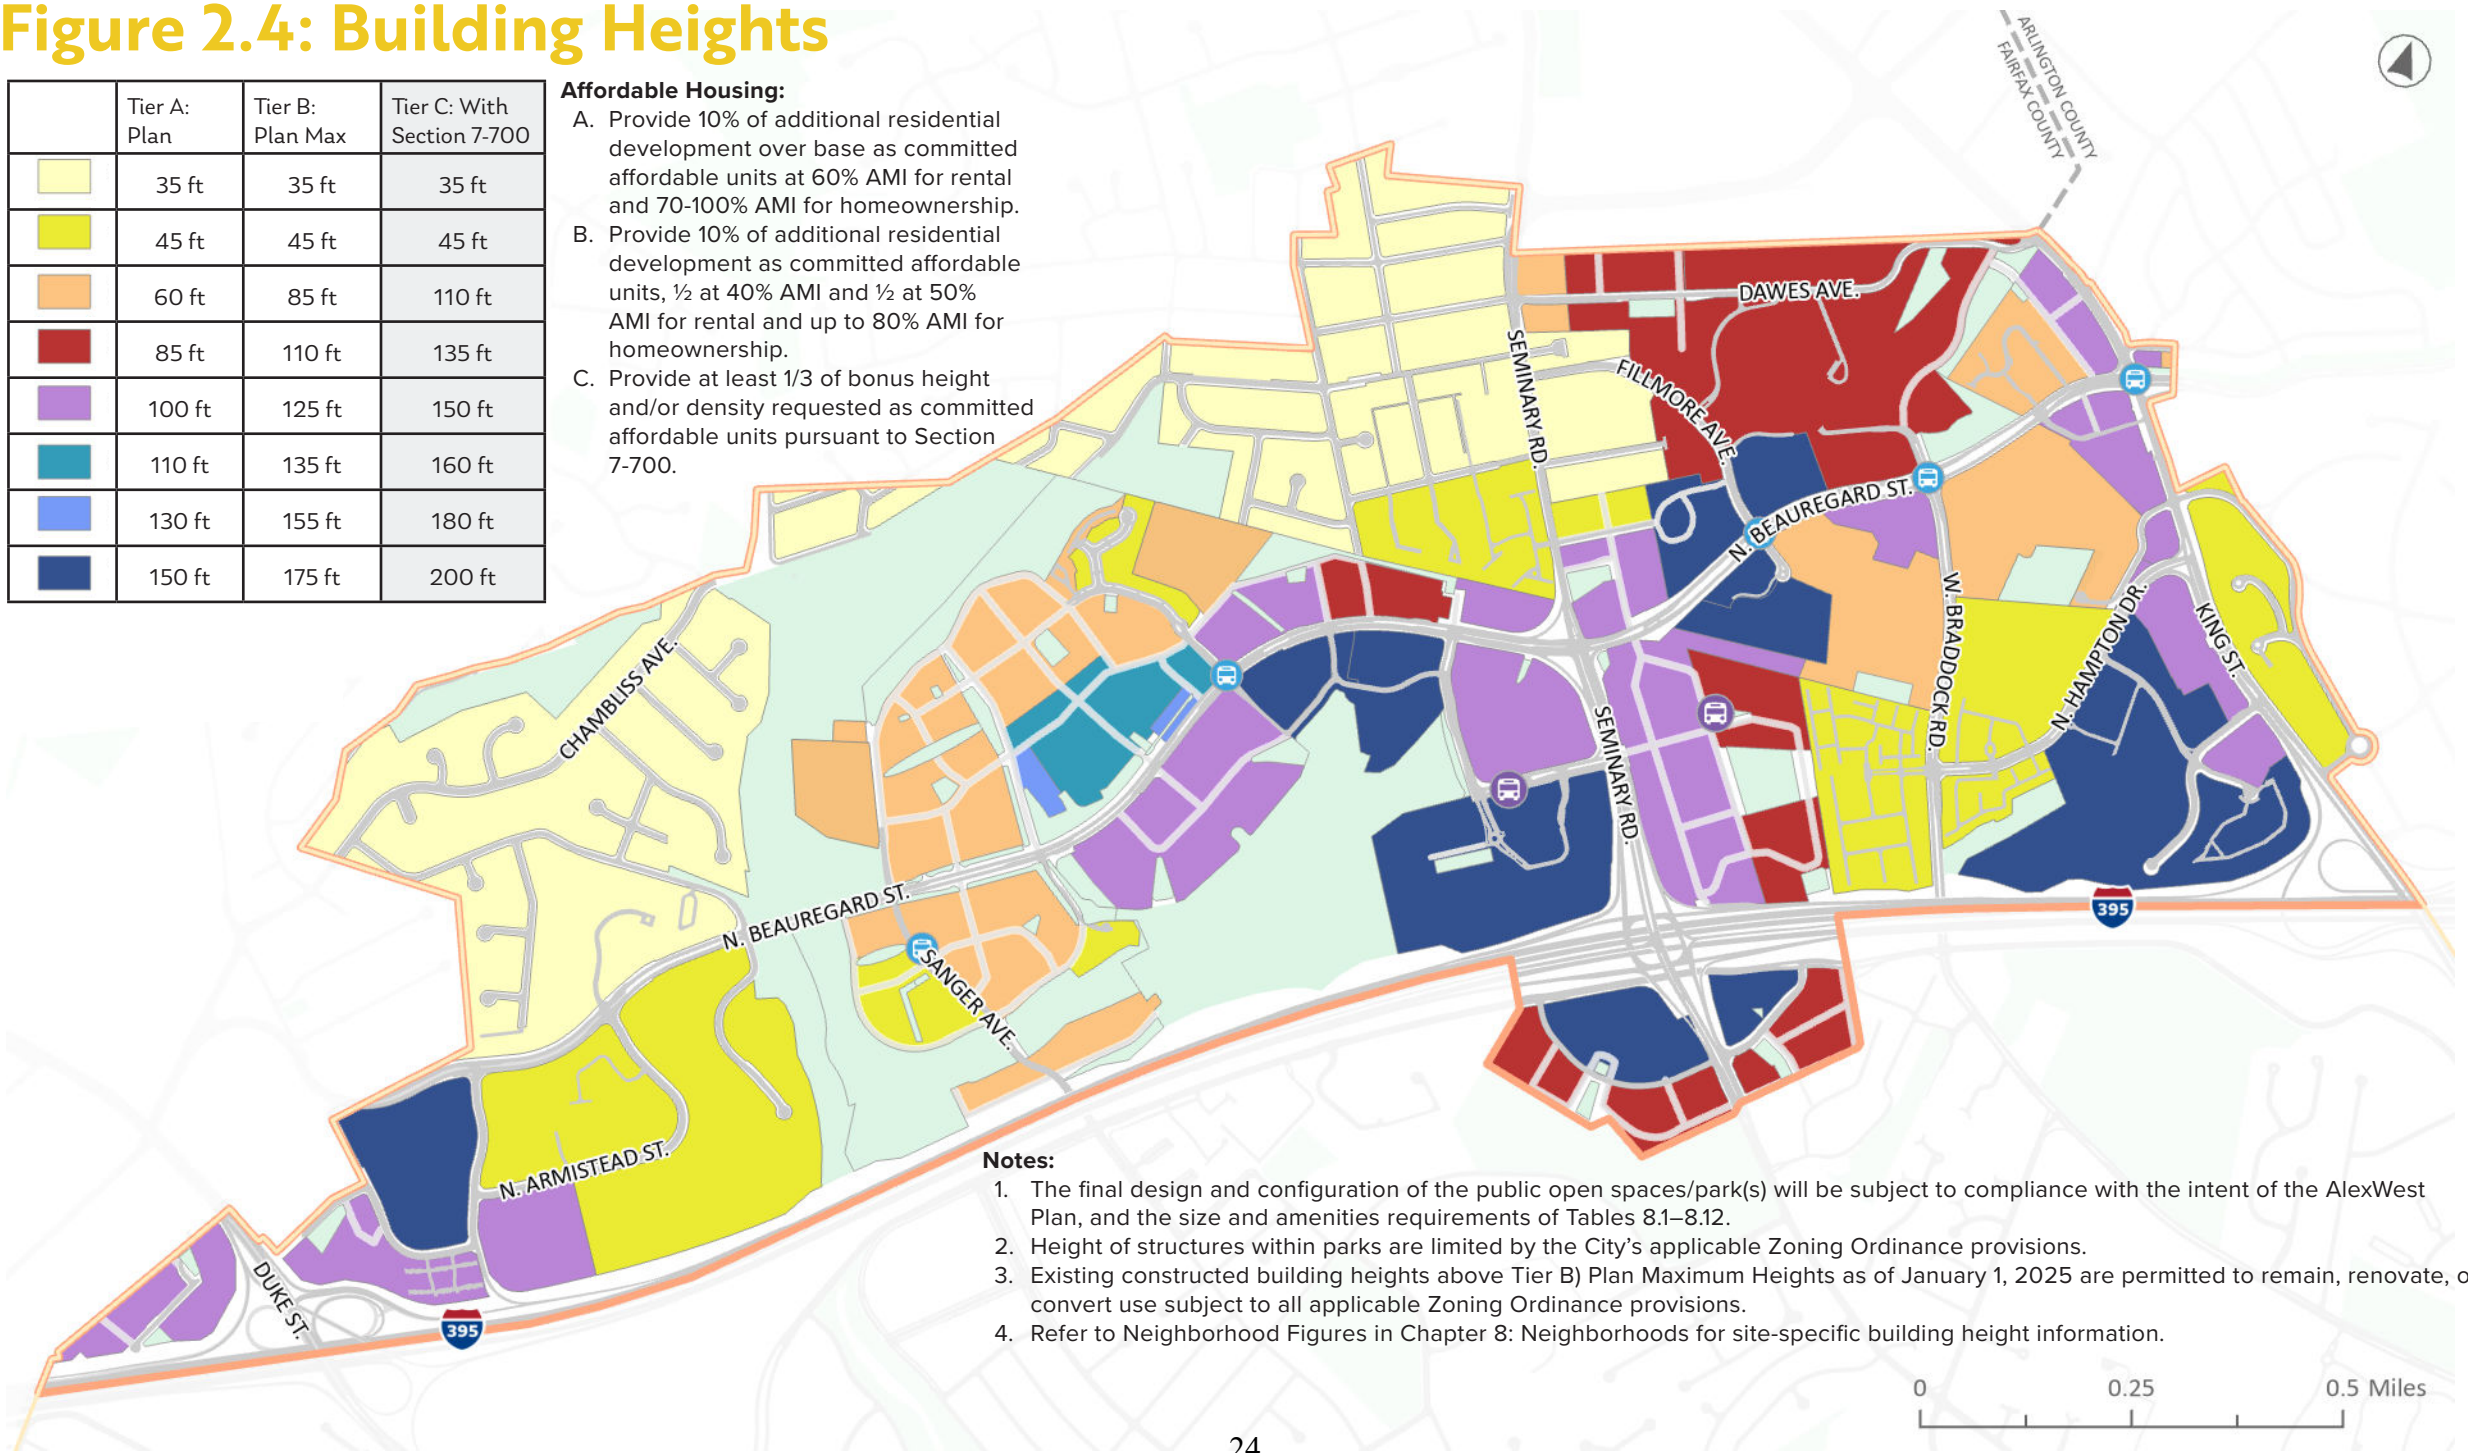 Figure 2.4: Building Heights
Tier A: Plan
Tier B: Plan Max
Tier C: With Section 7-700
35 ft 35 ft 35 ft
45 ft 45 ft 45 ft
60 ft 85 ft 110 ft
85 ft 110 ft 135 ft
100 ft 125 ft 150 ft
110 ft 135 ft 160 ft
130 ft 155 ft 180 ft
150 ft 175 ft 200 ft
Affordable Housing:
A. Provide 10% of additional residential
development over base as committed
affordable units at 60% AMI for rental
and 70-100% AMI for homeownership.
B. Provide 10% of additional residential
development as committed affordable
units, ½ at 40% AMI and ½ at 50%
AMI for rental and up to 80% AMI for
homeownership.
C. Provide at least 1/3 of bonus height
and/or density requested as committed
affordable units pursuant to Section
7-700.
ARLINGTON COUNTY
FAIRFAX COUNTY
DAWES AVE.
SEMINARY RD.
FILLMORE AVE.
N. BEAUREGARD ST.
W. BRADDOCK RD.
N. HAMPTON DR.
KING ST.
CHAMBLISS AVE.
SEMINARY RD.
N. BEAUREGARD ST.
SANGER AVE.
395
N. ARMISTEAD ST.
DUKE ST.
395
Notes:
1. The final design and configuration of the public open spaces/park(s) will be subject to compliance with the intent of the AlexWest
Plan, and the size and amenities requirements of Tables 8.1–8.12.
2. Height of structures within parks are limited by the City's applicable Zoning Ordinance provisions.
3. Existing constructed building heights above Tier B) Plan Maximum Heights as of January 1, 2025 are permitted to remain, renovate, o
convert use subject to all applicable Zoning Ordinance provisions.
4. Refer to Neighborhood Figures in Chapter 8: Neighborhoods for site-specific building height information.
0 0.25 0.5 Miles
24